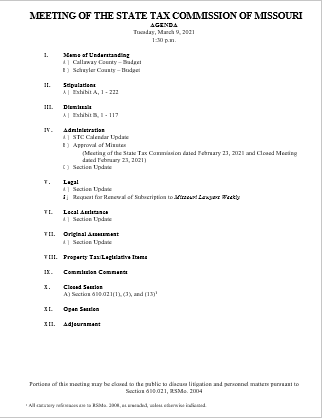 MEETING OF THE STATE TAX COMMISSION OF MISSOURI
AGENDA
Tuesday, March 9, 2021
1:30 p.m.
I. Memo of Understanding
A) Callaway County – Budget
B) Schuyler County – Budget
II. Stipulations
A) Exhibit A, 1 - 222
III. Dismissals
A) Exhibit B, 1 - 117
IV. Administration
A) STC Calendar Update
B) Approval of Minutes
(Meeting of the State Tax Commission dated February 23, 2021 and Closed Meeting
dated February 23, 2021)
C) Section Update
V. Legal
A) Section Update
B) Request for Renewal of Subscription to Missouri Lawyers Weekly
VI. Local Assistance
A) Section Update
VII. Original Assessment
A) Section Update
VIII. Property Tax/Legislative Items
IX. Commission Comments
X. Closed Session
A) Section 610.021(1), (3), and (13)¹
XI. Open Session
XII. Adjournment
Portions of this meeting may be closed to the public to discuss litigation and personnel matters pursuant to
Section 610.021, RSMo. 2004
¹ All statutory references are to RSMo. 2000, as amended, unless otherwise indicated.